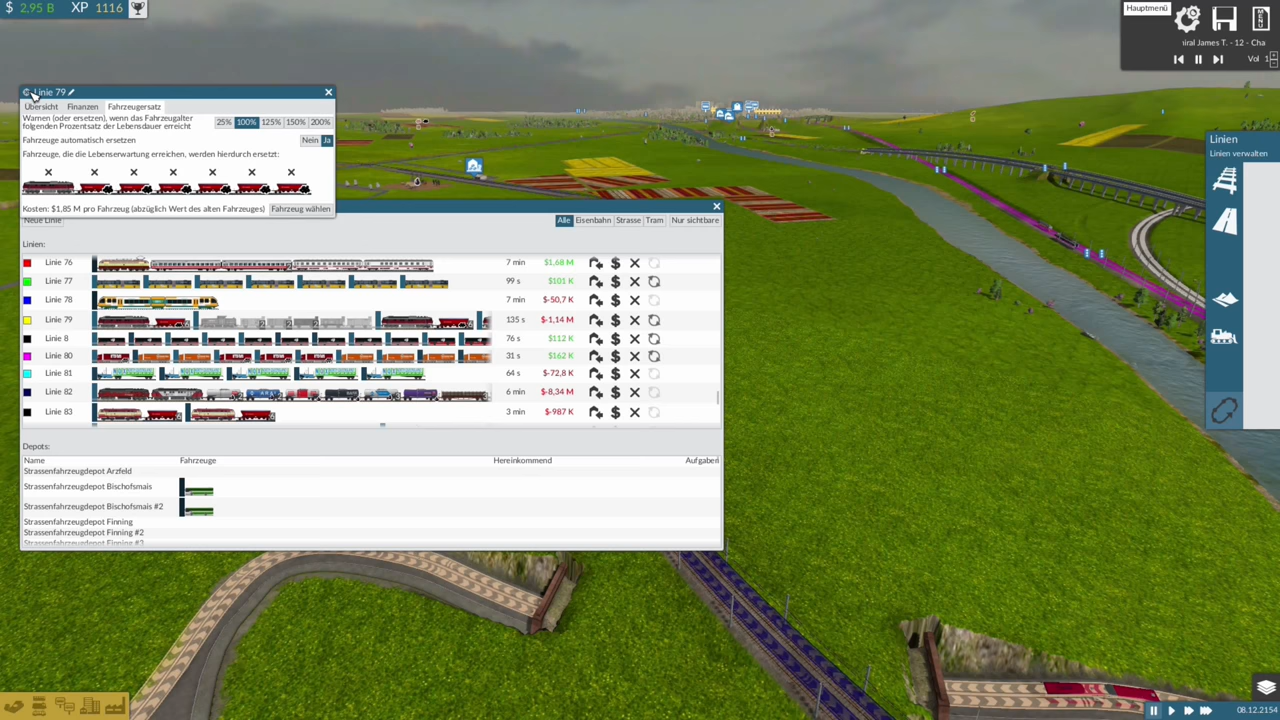 $ 2,95 B XP 1116
Hauptmenü
iral James T. - 12 - Cha
Vol 1
Linie 79
Übersicht Finanzen Fahrzeugersatz
Warnen (oder ersetzen), wenn das Fahrzeugalter
folgenden Prozentsatz der Lebensdauer erreicht
25% 100% 125% 150% 200%
Fahrzeuge automatisch ersetzen
Nein Ja
Fahrzeuge, die die Lebenserwartung erreichen, werden hierdurch ersetzt:
Kosten: $1,85 M pro Fahrzeug (abzüglich Wert des alten Fahrzeuges) Fahrzeug wählen
Neue Linie
Alle Eisenbahn Strasse Tram Nur sichtbare
Linien:
Linie 76 7 min $1,68 M
Linie 77 99 s $101 K
Linie 78 7 min $-50,7 K
Linie 79 135 s $-1,14 M
Linie 8 76 s $112 K
Linie 80 31 s $162 K
Linie 81 64 s $-72,8 K
Linie 82 6 min $-8,34 M
Linie 83 3 min $-987 K
Depots:
Name Fahrzeuge Hereinkommend Aufgaben
Strassenfahrzeugdepot Arzfeld
Strassenfahrzeugdepot Bischofsmais
Strassenfahrzeugdepot Bischofsmais #2
Strassenfahrzeugdepot Finning
Strassenfahrzeugdepot Finning #2
Strassenfahrzeugdepot Finning #3
Linien
Linien verwalten
08.12.2154